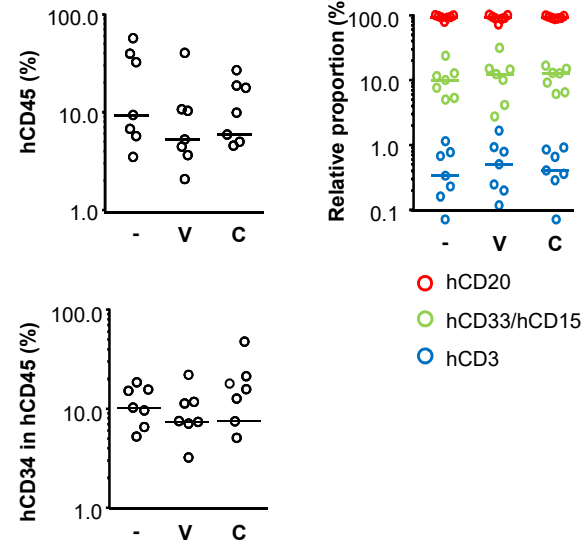 hCD45 (%)
100.0
10.0
1.0
- V C
Relative proportion (%)
100.0
10.0
1.0
0.1
- V C
hCD20
hCD33/hCD15
hCD3
hCD34 in hCD45 (%)
100.0
10.0
1.0
- V C